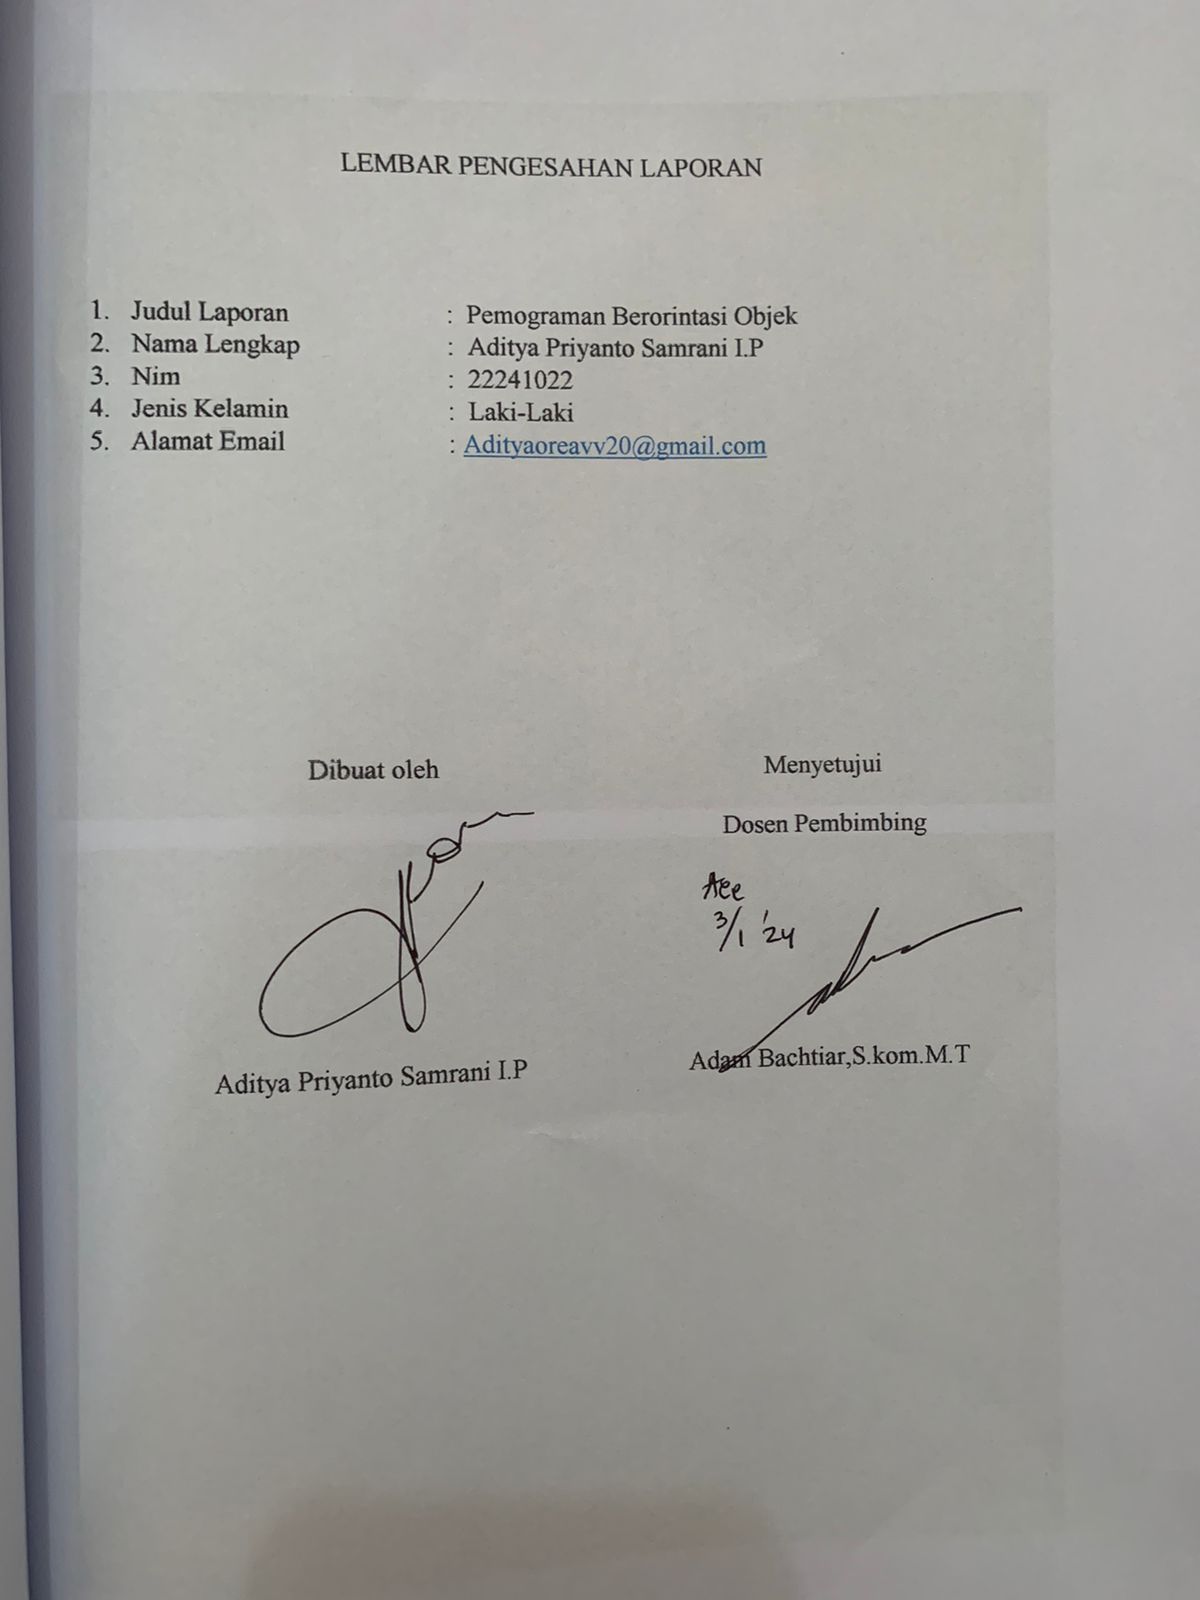 LEMBAR PENGESAHAN LAPORAN
1. Judul Laporan : Pemograman Berorintasi Objek
2. Nama Lengkap : Aditya Priyanto Samrani I.P
3. Nim : 22241022
4. Jenis Kelamin : Laki-Laki
5. Alamat Email : Adityaoreavv20@gmail.com
Dibuat oleh
Menyetujui
Dosen Pembimbing
Acc
3/1 '24
Aditya Priyanto Samrani I.P
Adam Bachtiar,S.kom.M.T